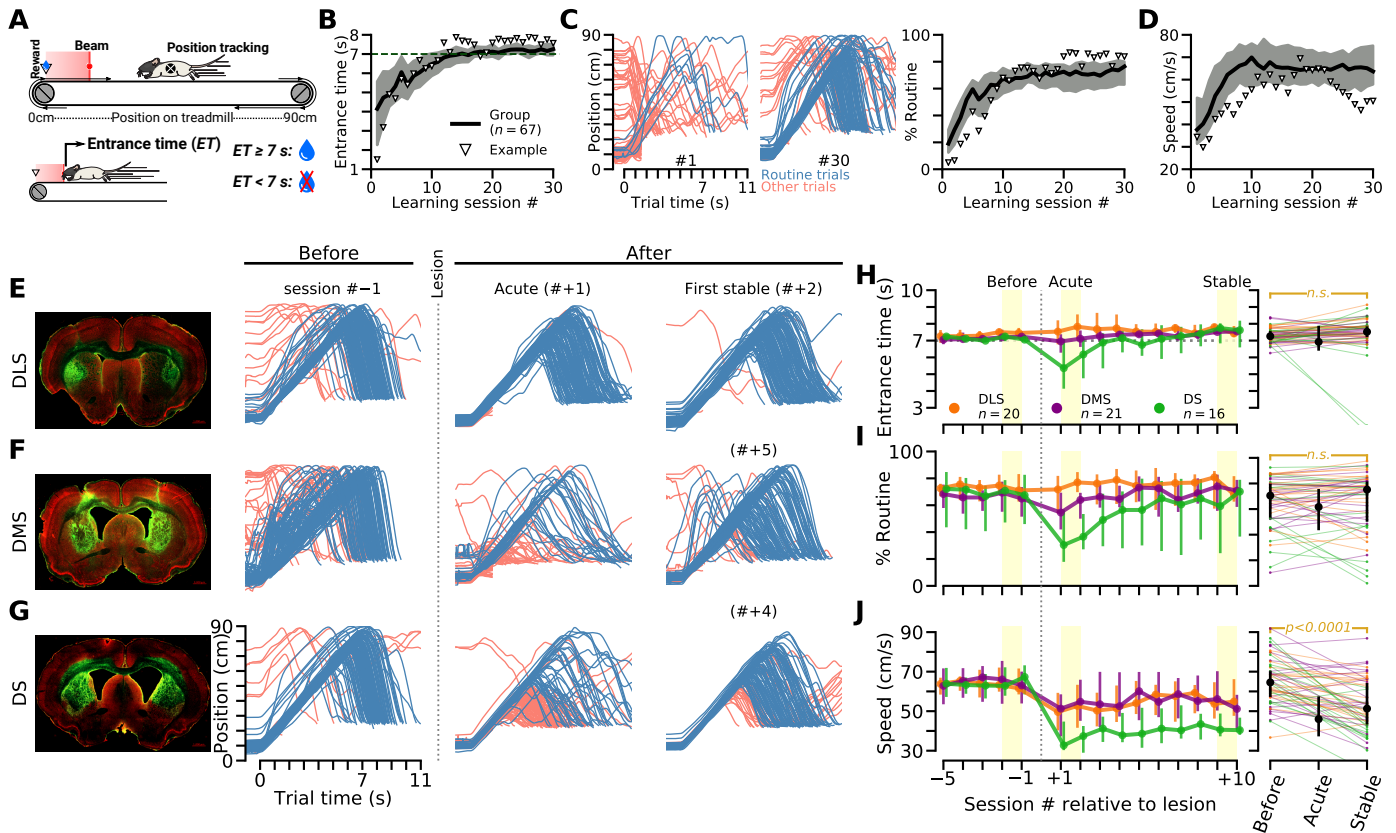 A
Reward
Beam
Position tracking
0cm
Position on treadmill
90cm
Entrance time (ET)
ET ≥ 7 s:
ET < 7 s:
B
Entrance time (s)
8
7
1
Group
(n = 67)
Example
0
10
20
30
Learning session #
C
Position (cm)
90
0
#1
#30
Routine trials
Other trials
0
7
11
Trial time (s)
% Routine
100
0
0
10
20
30
Learning session #
D
Speed (cm/s)
80
20
0
10
20
30
Learning session #
Before
Lesion
After
E
session #−1
Acute (#+1)
First stable (#+2)
DLS
F
(#+5)
DMS
G
(#+4)
DS
Position (cm)
90
0
0
7
11
Trial time (s)
H
Before
Acute
Stable
Entrance time (s)
10
7
3
DLS
n = 20
DMS
n = 21
DS
n = 16
n.s.
I
% Routine
100
0
n.s.
J
Speed (cm/s)
90
70
50
30
p<0.0001
−5
−1
+1
+10
Session # relative to lesion
Before
Acute
Stable